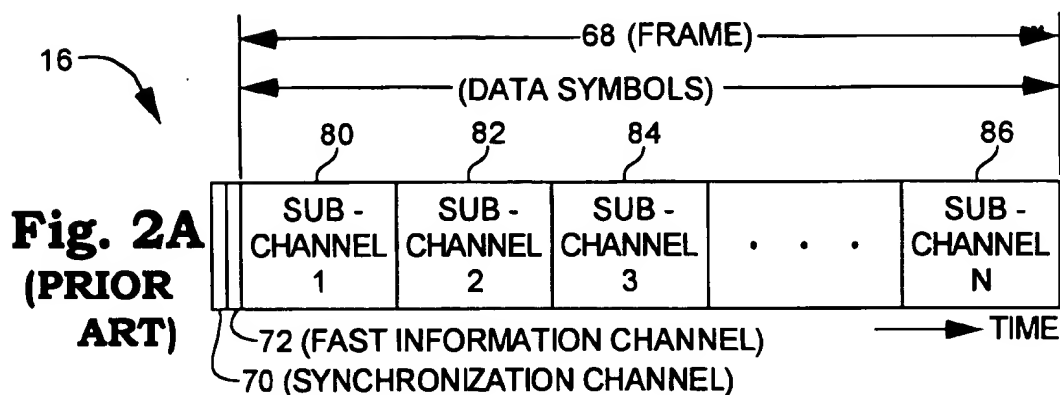 68 (FRAME)
16
(DATA SYMBOLS)
80 82 84 86
Fig. 2A
(PRIOR
ART)
SUB -
CHANNEL
1
SUB -
CHANNEL
2
SUB -
CHANNEL
3
. . .
SUB -
CHANNEL
N
72 (FAST INFORMATION CHANNEL)
TIME
70 (SYNCHRONIZATION CHANNEL)